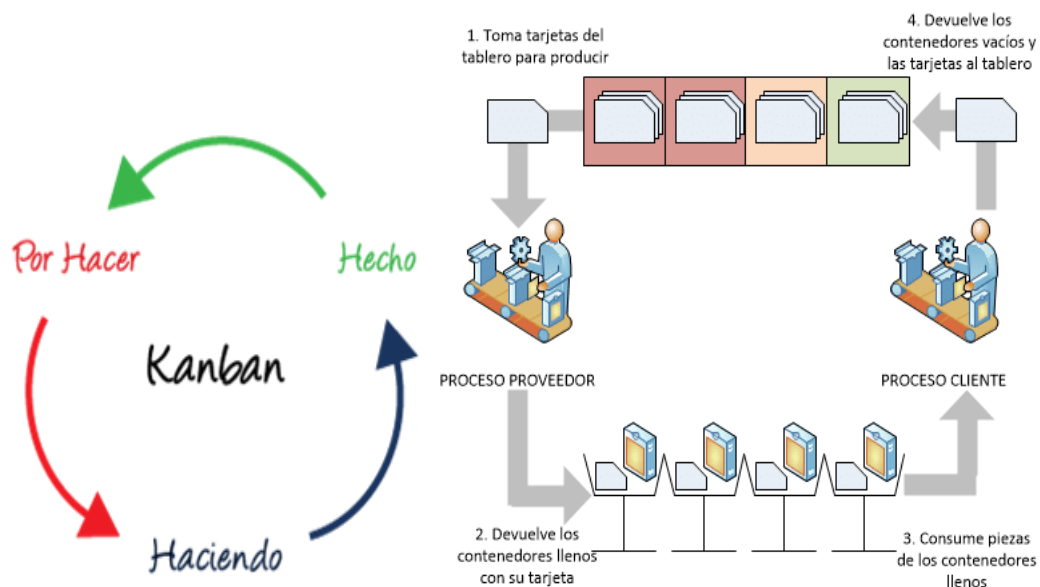 Por Hacer
Hecho
Kanban
Haciendo
1. Toma tarjetas del
tablero para producir
4. Devuelve los
contenedores vacíos y
las tarjetas al tablero
PROCESO PROVEEDOR
PROCESO CLIENTE
2. Devuelve los
contenedores llenos
con su tarjeta
3. Consume piezas
de los contenedores
llenos